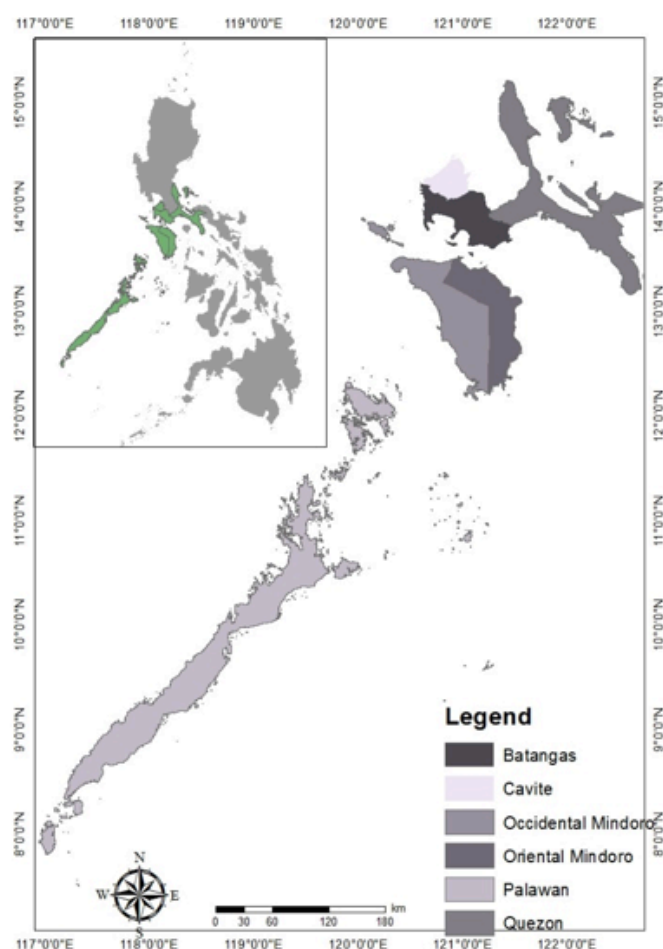 117°0'0"E 118°0'0"E 119°0'0"E 120°0'0"E 121°0'0"E 122°0'0"E
15°0'0"N 15°0'0"N
14°0'0"N 14°0'0"N
13°0'0"N 13°0'0"N
12°0'0"N 12°0'0"N
11°0'0"N 11°0'0"N
10°0'0"N 10°0'0"N
9°0'0"N 9°0'0"N
8°0'0"N 8°0'0"N
Legend
Batangas
Cavite
Occidental Mindoro
Oriental Mindoro
Palawan
Quezon
N
W E
S
km
0 30 60 120 180
117°0'0"E 118°0'0"E 119°0'0"E 120°0'0"E 121°0'0"E 122°0'0"E